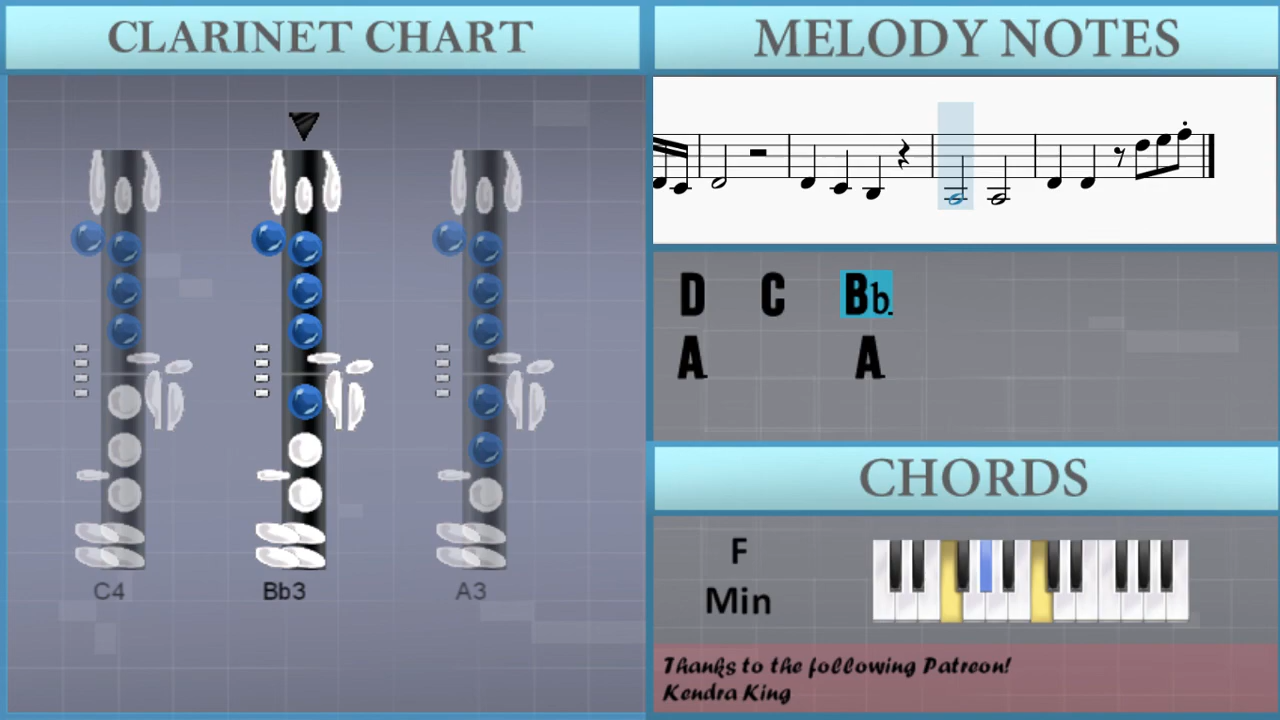 CLARINET CHART
C4
Bb3
A3
MELODY NOTES
D C Bb
A A
CHORDS
F
Min
Thanks to the following Patreon!
Kendra King